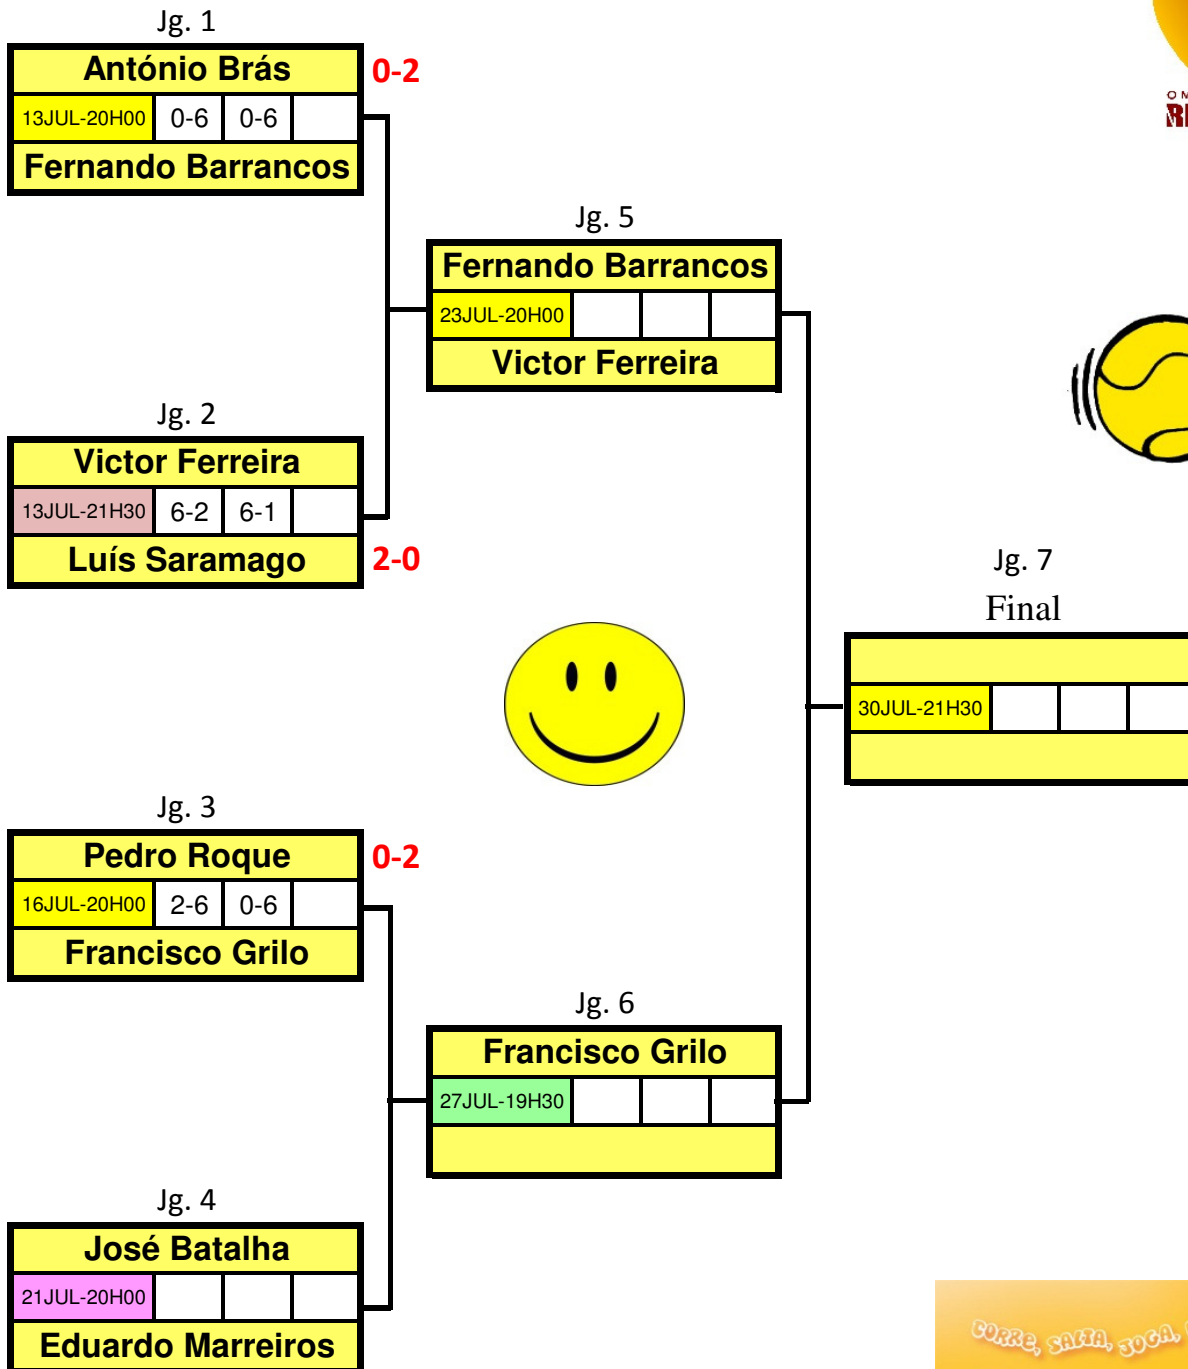 Jg. 1
António Brás 0-2
13JUL-20H00 0-6 0-6
Fernando Barrancos
Jg. 5
Fernando Barrancos
23JUL-20H00
Victor Ferreira
Jg. 2
Victor Ferreira
13JUL-21H30 6-2 6-1
Luís Saramago 2-0
Jg. 7
Final
30JUL-21H30
Jg. 3
Pedro Roque 0-2
16JUL-20H00 2-6 0-6
Francisco Grilo
Jg. 6
Francisco Grilo
27JUL-19H30
Jg. 4
José Batalha
21JUL-20H00
Eduardo Marreiros
CORRE, SALTA, JOGA,